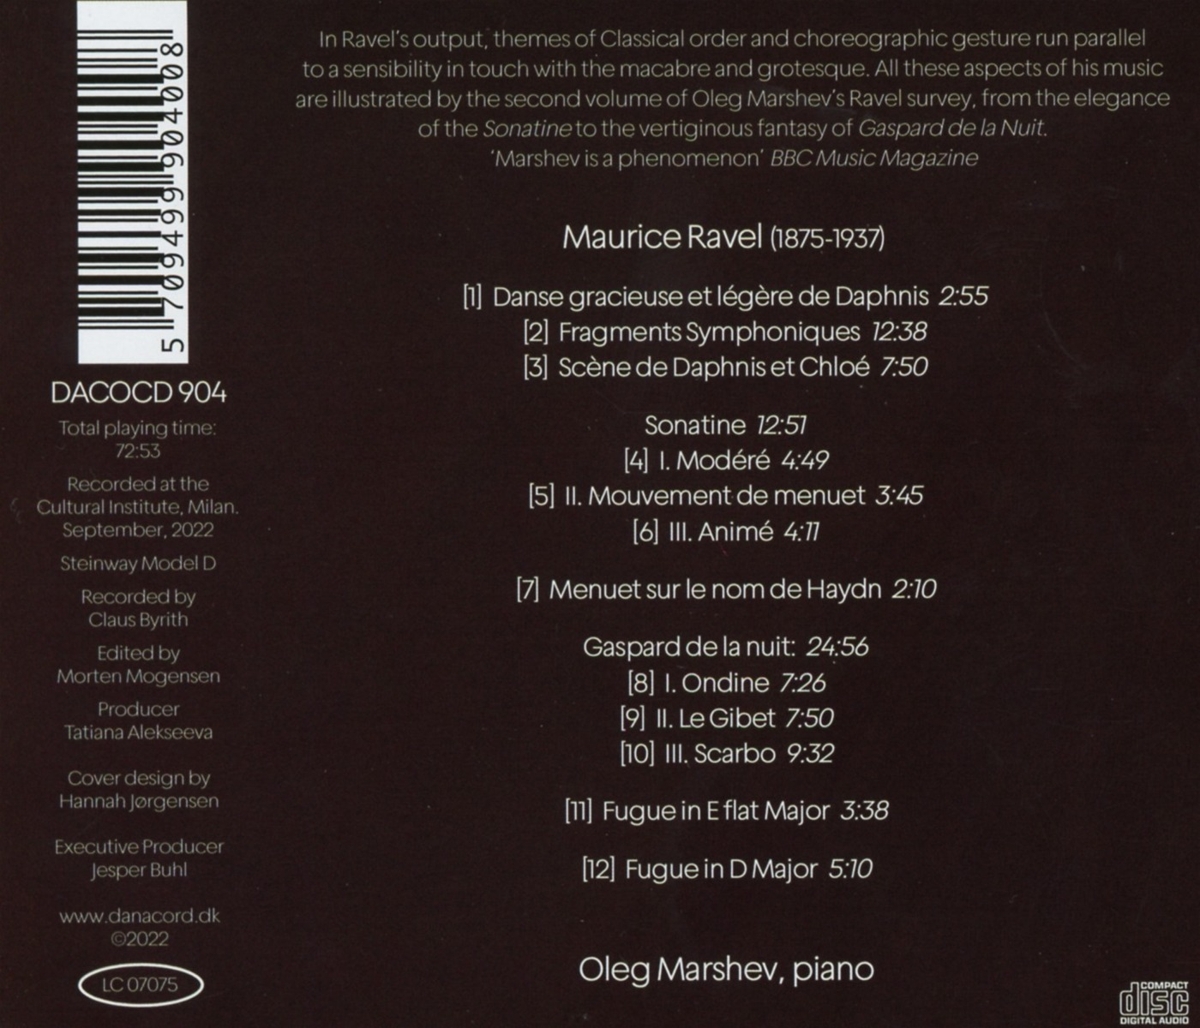 In Ravel's output, themes of Classical order and choreographic gesture run parallel
to a sensibility in touch with the macabre and grotesque. All these aspects of his music
are illustrated by the second volume of Oleg Marshev's Ravel survey, from the elegance
of the Sonatine to the vertiginous fantasy of Gaspard de la Nuit.
'Marshev is a phenomenon' BBC Music Magazine
5 709499 904008
DACOCD 904
Total playing time:
72:53
Recorded at the
Cultural Institute, Milan.
September, 2022
Steinway Model D
Recorded by
Claus Byrith
Edited by
Morten Mogensen
Producer
Tatiana Alekseeva
Cover design by
Hannah Jørgensen
Executive Producer
Jesper Buhl
www.danacord.dk
©2022
LC 07075
Maurice Ravel (1875-1937)
[1] Danse gracieuse et légère de Daphnis 2:55
[2] Fragments Symphoniques 12:38
[3] Scène de Daphnis et Chloé 7:50
Sonatine 12:51
[4] I. Modéré 4:49
[5] II. Mouvement de menuet 3:45
[6] III. Animé 4:11
[7] Menuet sur le nom de Haydn 2:10
Gaspard de la nuit: 24:56
[8] I. Ondine 7:26
[9] II. Le Gibet 7:50
[10] III. Scarbo 9:32
[11] Fugue in E flat Major 3:38
[12] Fugue in D Major 5:10
Oleg Marshev, piano
COMPACT
disc
DIGITAL AUDIO